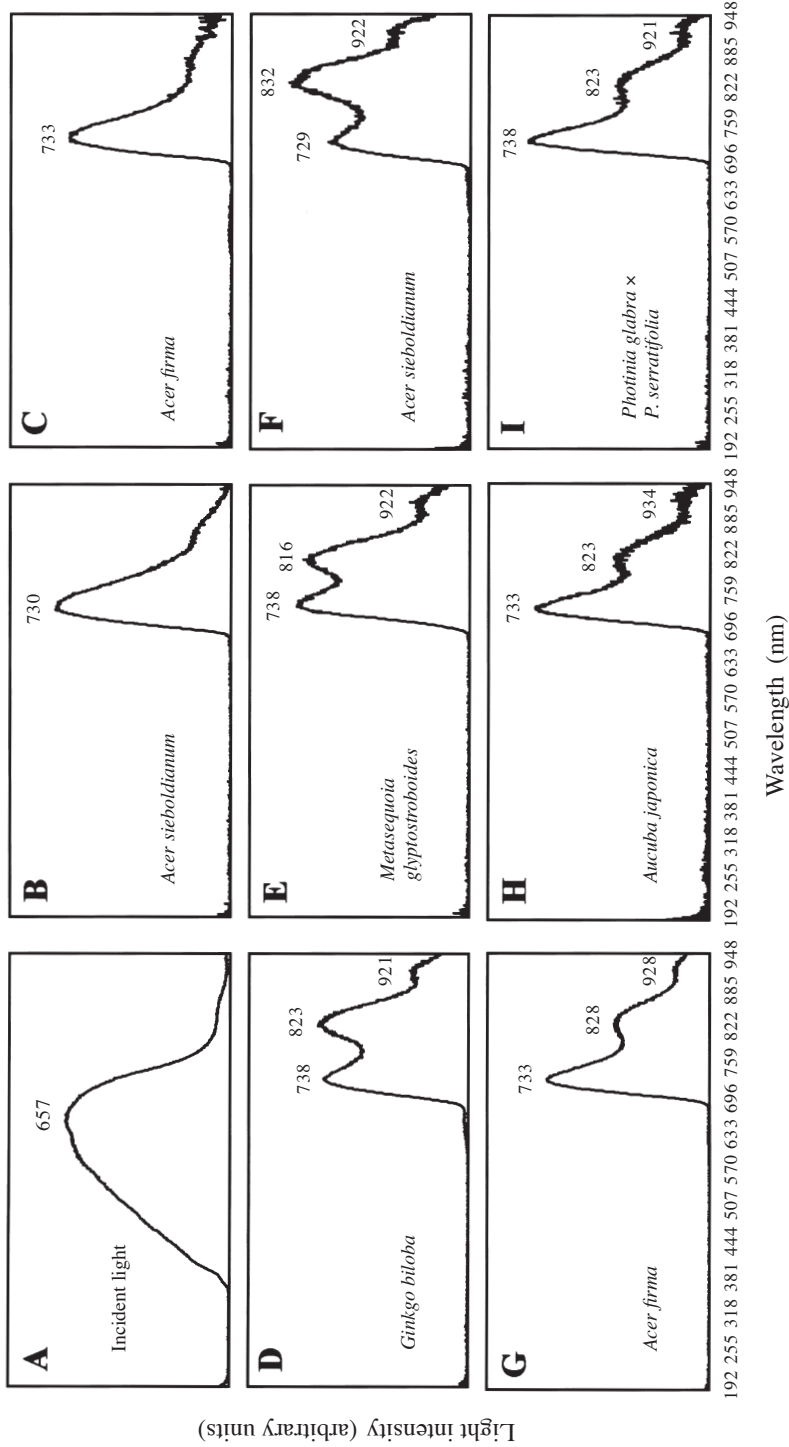 A
657
Incident light
B
730
Acer sieboldianum
C
733
Acer firma
D
738
823
921
Ginkgo biloba
E
738
816
922
Metasequoia
glyptostroboides
F
729
832
922
Acer sieboldianum
G
733
828
928
Acer firma
H
733
823
934
Aucuba japonica
I
738
823
921
Photinia glabra ×
P. serratifolia
192 255 318 381 444 507 570 633 696 759 822 885 948
192 255 318 381 444 507 570 633 696 759 822 885 948
192 255 318 381 444 507 570 633 696 759 822 885 948
Wavelength (nm)
Light intensity (arbitrary units)